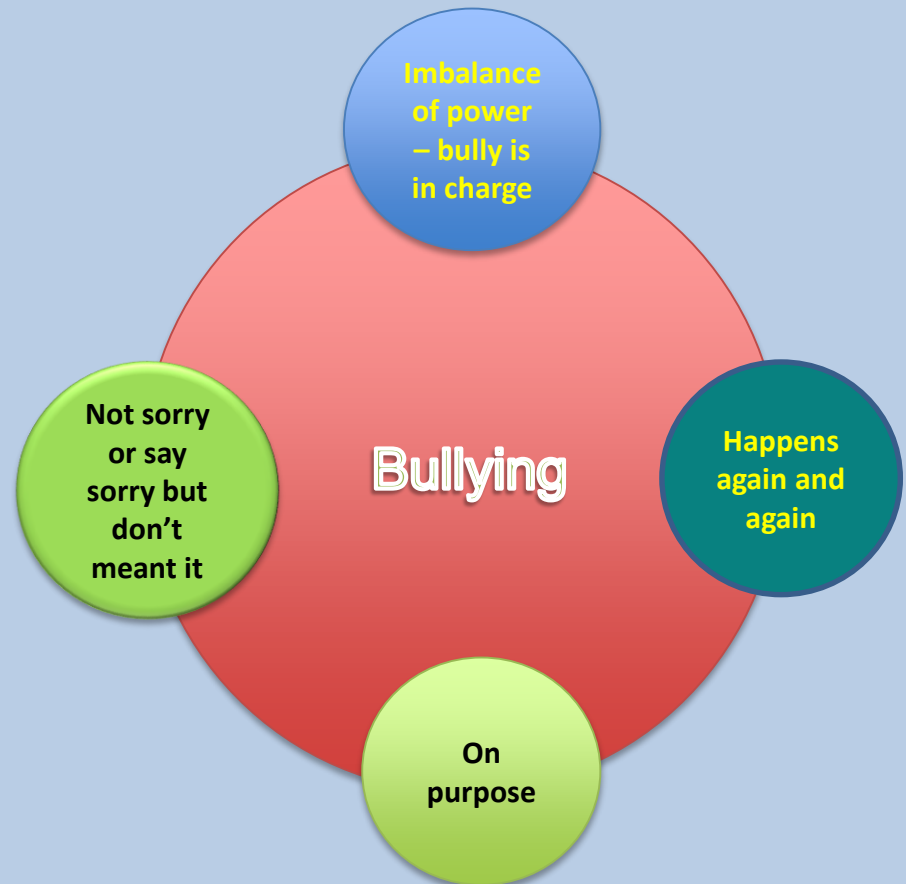 Imbalance
of power
– bully is
in charge
Not sorry
or say
sorry but
don’t
meant it
Bullying
Happens
again and
again
On
purpose